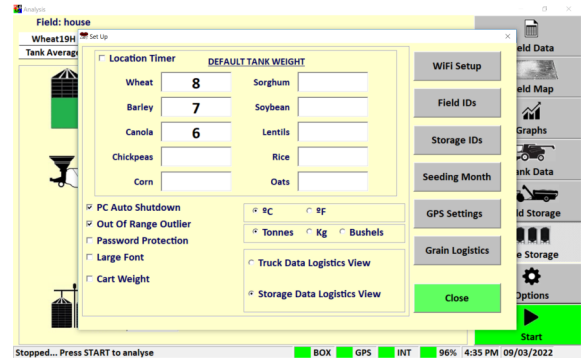 Analysis
Field: house
Set Up
Wheat19H
Tank Average
Location Timer
DEFAULT TANK WEIGHT
Wheat 8 Sorghum
Barley 7 Soybean
Canola 6 Lentils
Chickpeas Rice
Corn Oats
PC Auto Shutdown
Out Of Range Outlier
Password Protection
Large Font
Cart Weight
ºC ºF
Tonnes Kg Bushels
Truck Data Logistics View
Storage Data Logistics View
WiFi Setup
Field IDs
Storage IDs
Seeding Month
GPS Settings
Grain Logistics
Close
eld Data
eld Map
Graphs
ank Data
ld Storage
e Storage
Options
Start
Stopped... Press START to analyse BOX GPS INT 96% 4:35 PM 09/03/2022